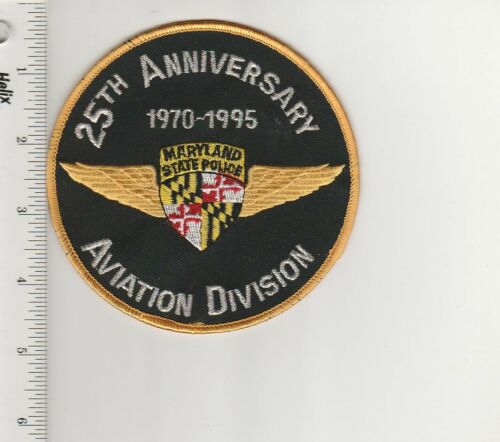 25TH ANNIVERSARY
1970-1995
MARYLAND
STATE POLICE
AVIATION DIVISION
Helix
1
2
3
4
5
6